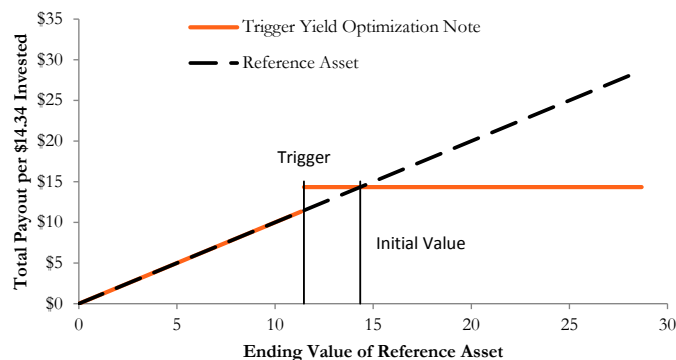 $35
$30
$25
$20
$15
$10
$5
$0
Total Payout per $14.34 Invested
Trigger Yield Optimization Note
Reference Asset
Trigger
Initial Value
0 5 10 15 20 25 30
Ending Value of Reference Asset